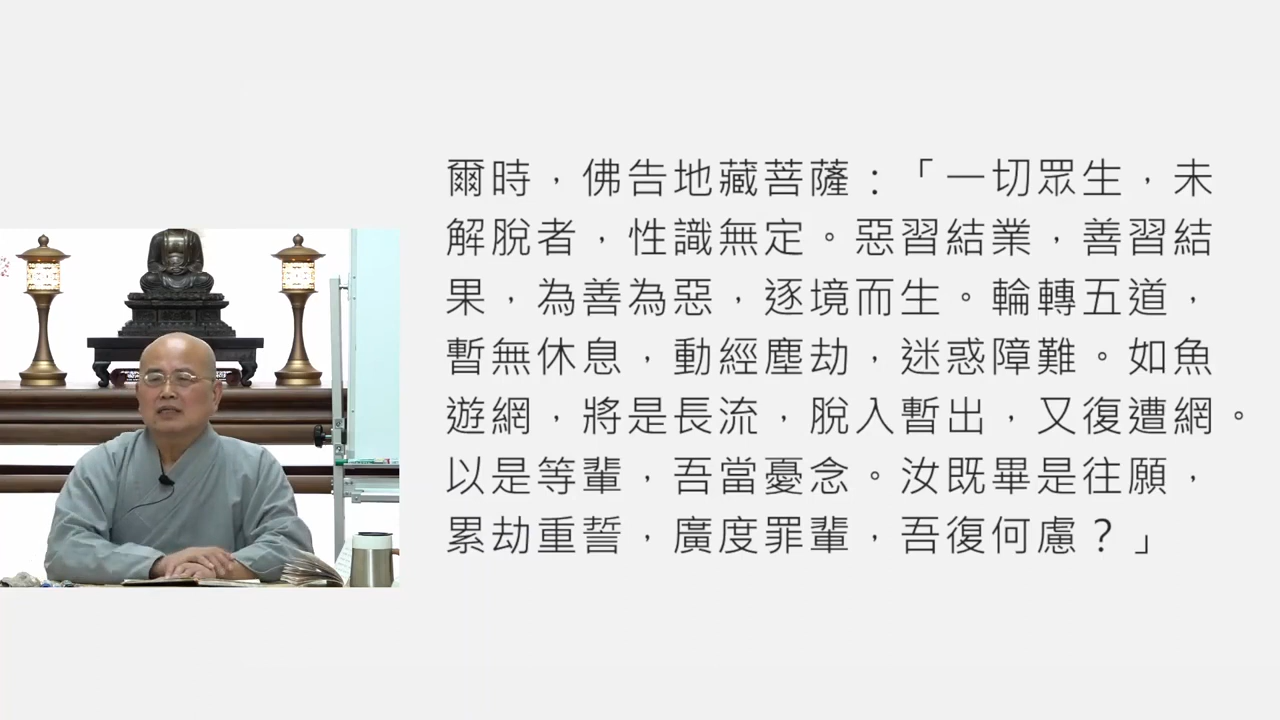 爾時，佛告地藏菩薩：「一切眾生，未
解脫者，性識無定。惡習結業，善習結
果，為善為惡，逐境而生。輪轉五道，
暫無休息，動經塵劫，迷惑障難。如魚
遊網，將是長流，脫入暫出，又復遭網。
以是等輩，吾當憂念。汝既畢是往願，
累劫重誓，廣度罪輩，吾復何慮？」